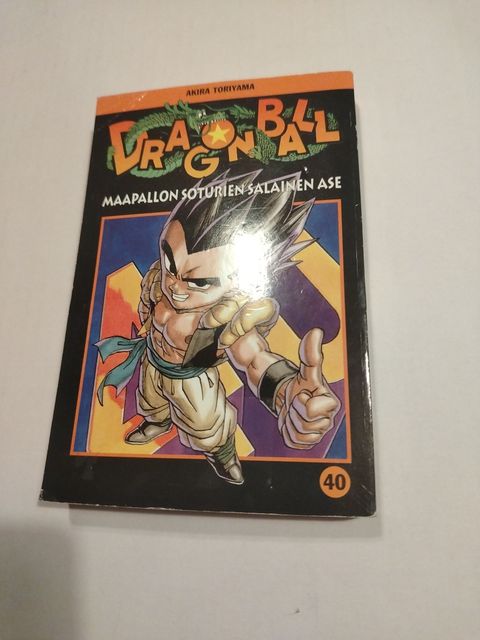 AKIRA TORIYAMA
DRAGON BALL
MAAPALLON SOTURIEN SALAINEN ASE
40